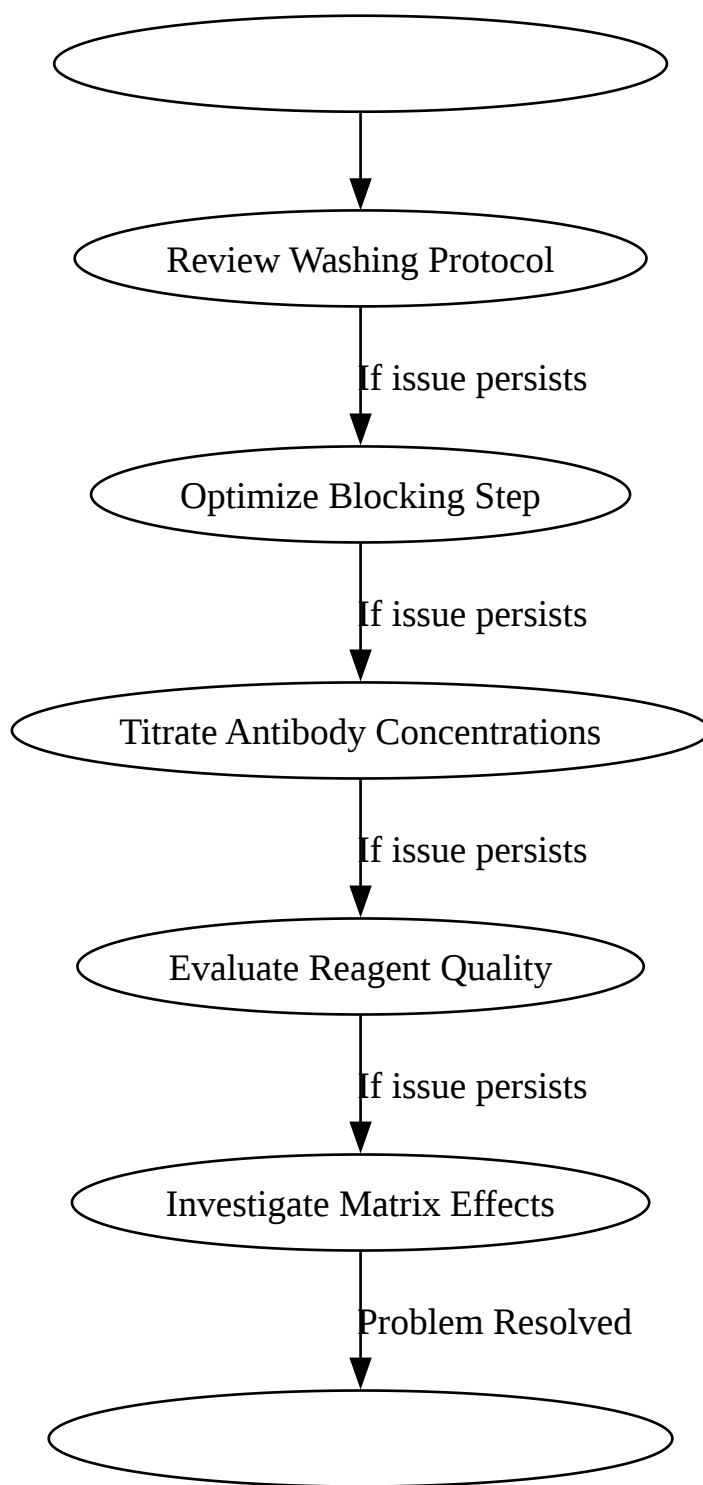 Review Washing Protocol
If issue persists
Optimize Blocking Step
If issue persists
Titrate Antibody Concentrations
If issue persists
Evaluate Reagent Quality
If issue persists
Investigate Matrix Effects
Problem Resolved